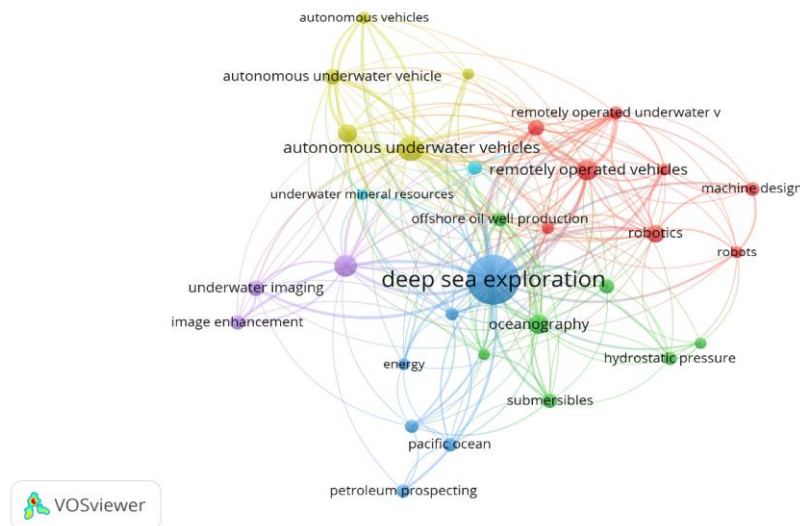 autonomous vehicles
autonomous underwater vehicle
remotely operated underwater v
autonomous underwater vehicles
remotely operated vehicles
machine design
underwater mineral resources
offshore oil well production
robotics
robots
deep sea exploration
underwater imaging
image enhancement
oceanography
hydrostatic pressure
energy
submersibles
pacific ocean
petroleum prospecting
VOSviewer